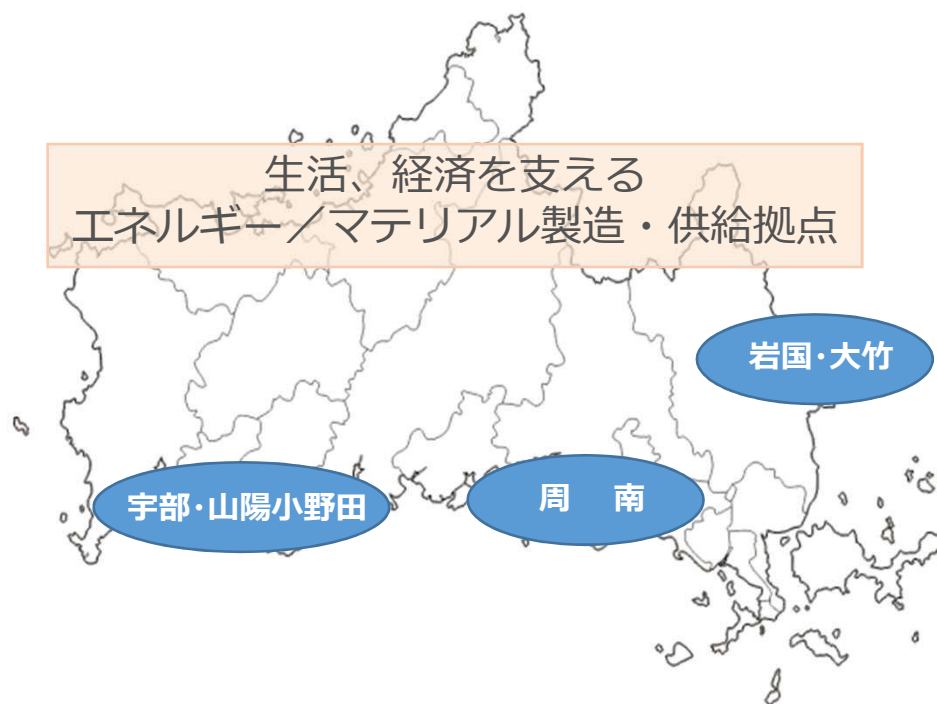 生活、経済を支える
エネルギー／マテリアル製造・供給拠点
岩国・大竹
宇部・山陽小野田
周　南